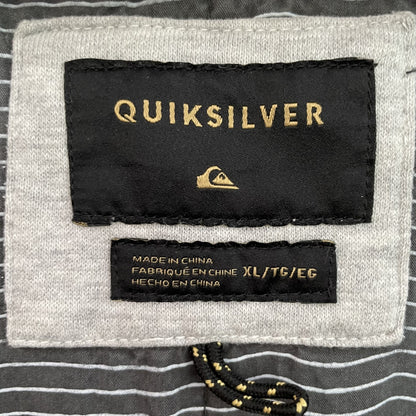 QUIKSILVER
MADE IN CHINA
FABRIQUÉ EN CHINE XL/TG/EG
HECHO EN CHINA